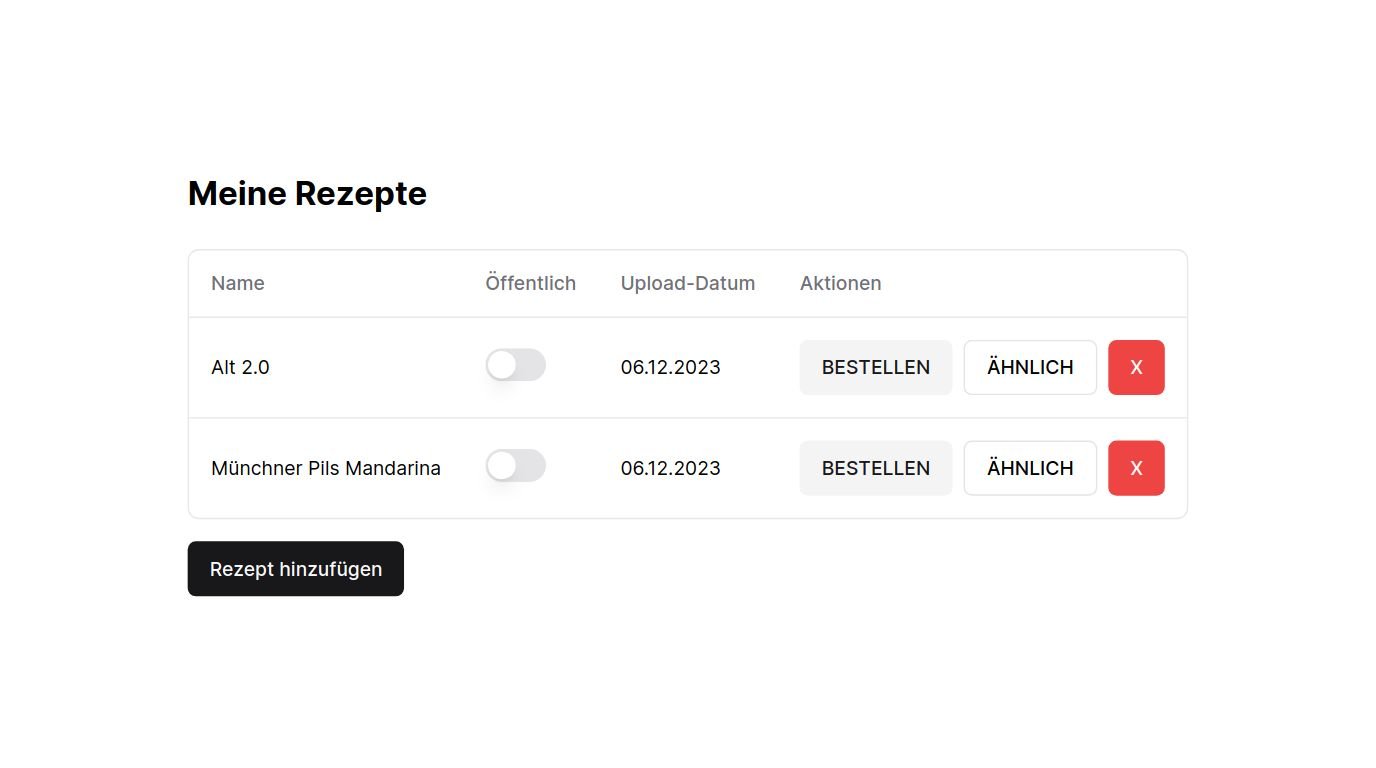 Meine Rezepte
Name Öffentlich Upload-Datum Aktionen
Alt 2.0 06.12.2023 BESTELLEN ÄHNLICH X
Münchner Pils Mandarina 06.12.2023 BESTELLEN ÄHNLICH X
Rezept hinzufügen